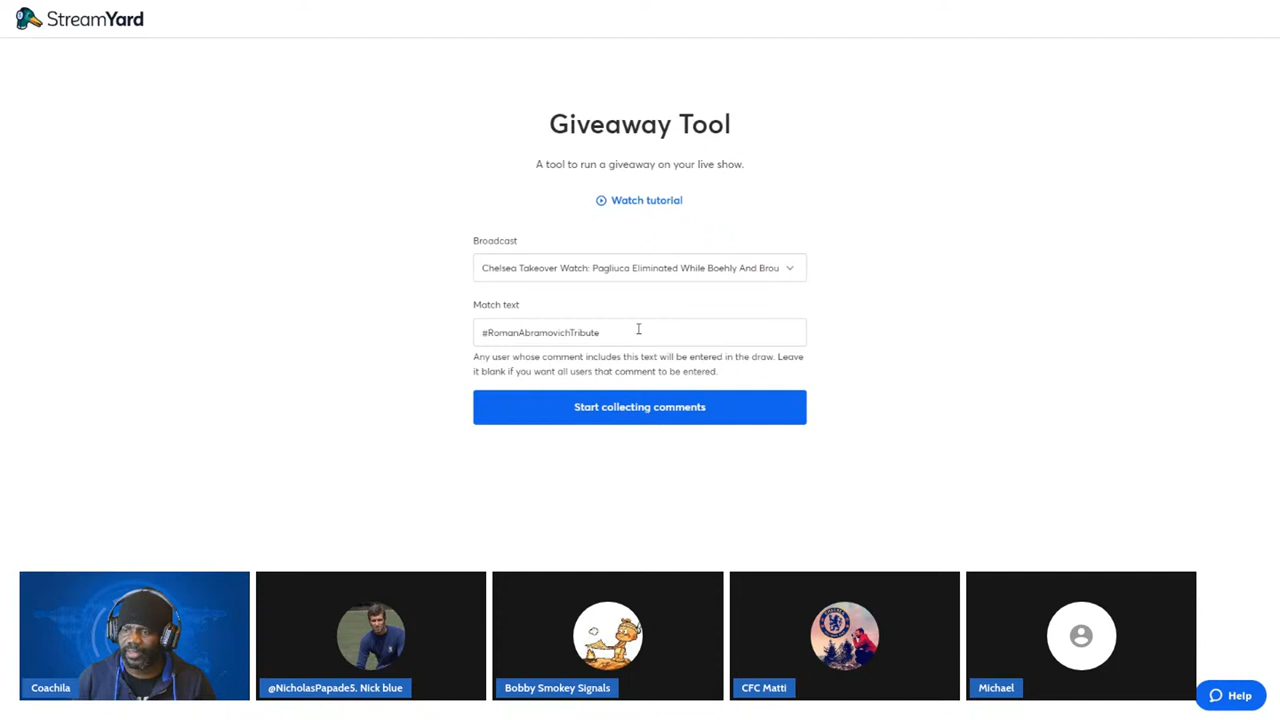 StreamYard
Giveaway Tool
A tool to run a giveaway on your live show.
Watch tutorial
Broadcast
Chelsea Takeover Watch: Pagliuca Eliminated While Boehly And Brou
Match text
#RomanAbramovichTribute
Any user whose comment includes this text will be entered in the draw. Leave
it blank if you want all users that comment to be entered.
Start collecting comments
Coachila
@NicholasPapade5. Nick blue
Bobby Smokey Signals
CFC Matti
Michael
Help